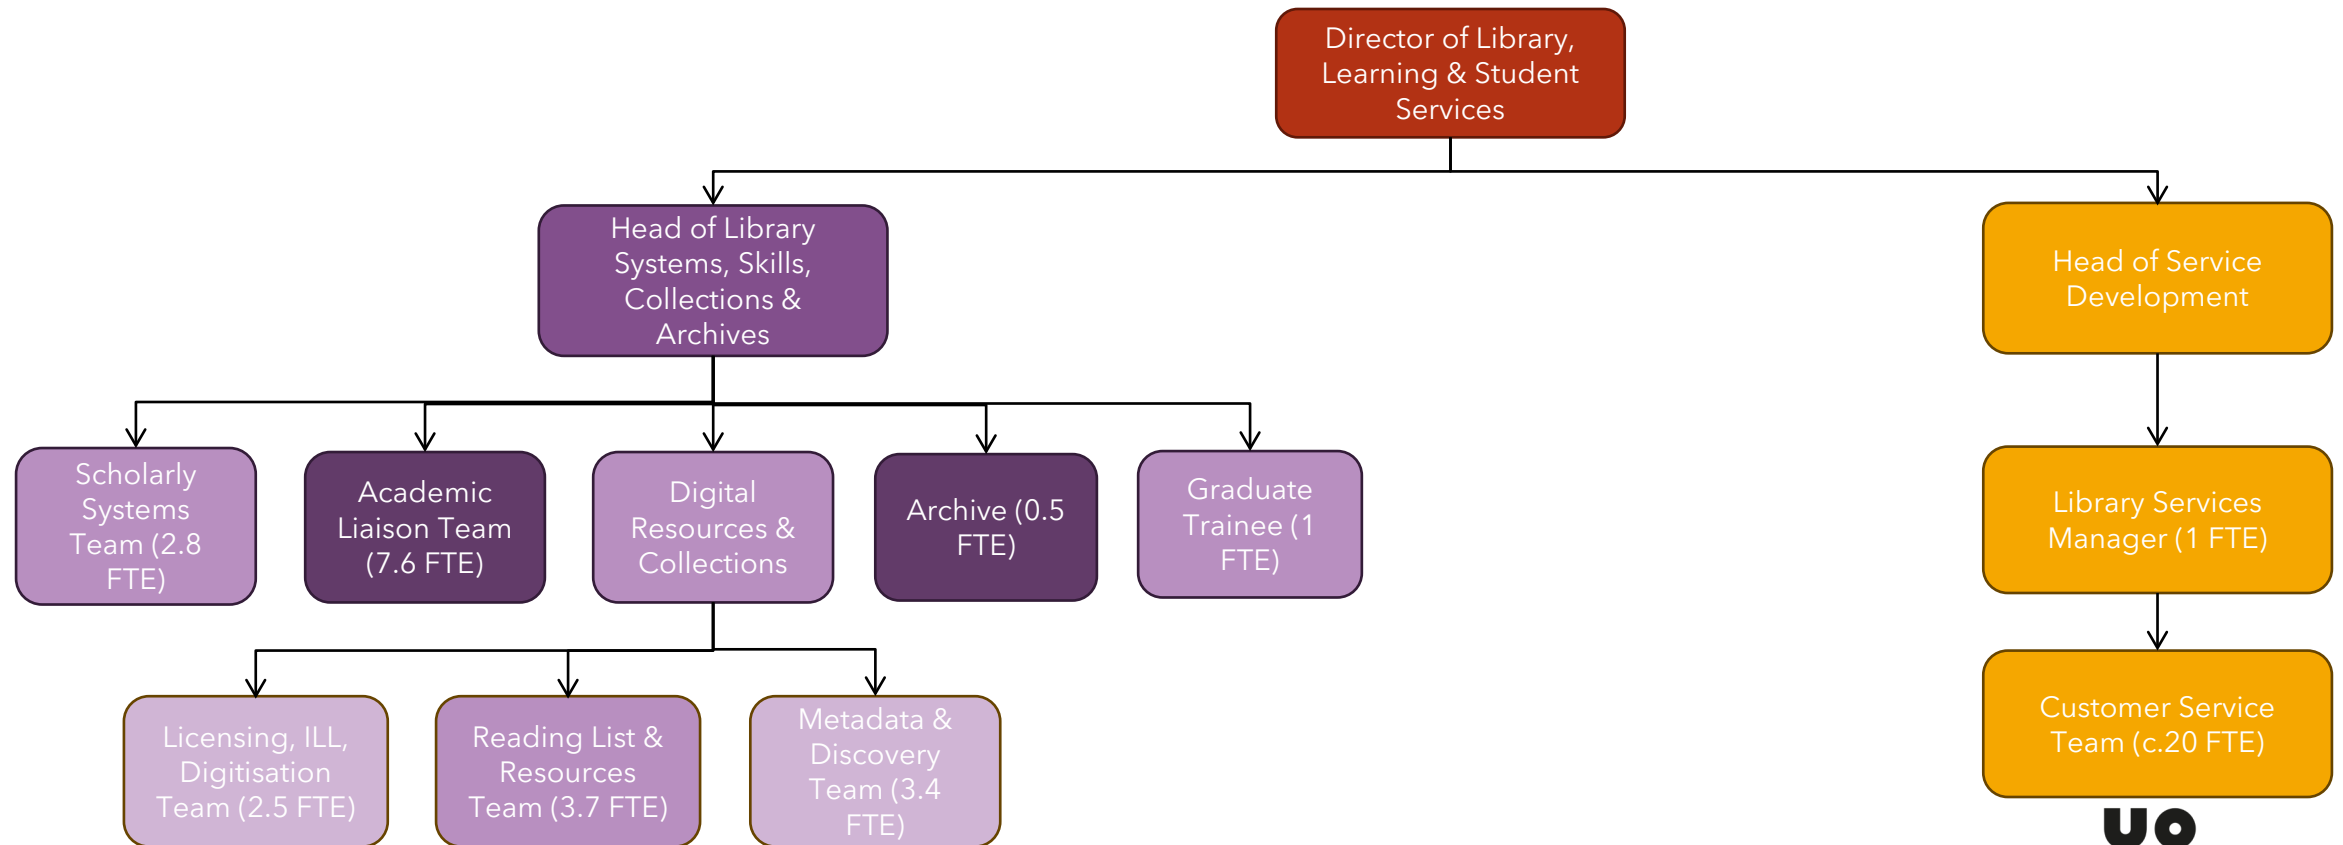 Director of Library,
Learning & Student
Services
Head of Library
Systems, Skills,
Collections &
Archives
Head of Service
Development
Scholarly
Systems
Team (2.8
FTE)
Academic
Liaison Team
(7.6 FTE)
Digital
Resources &
Collections
Archive (0.5
FTE)
Graduate
Trainee (1
FTE)
Library Services
Manager (1 FTE)
Licensing, ILL,
Digitisation
Team (2.5 FTE)
Reading List &
Resources
Team (3.7 FTE)
Metadata &
Discovery
Team (3.4
FTE)
Customer Service
Team (c.20 FTE)
uo